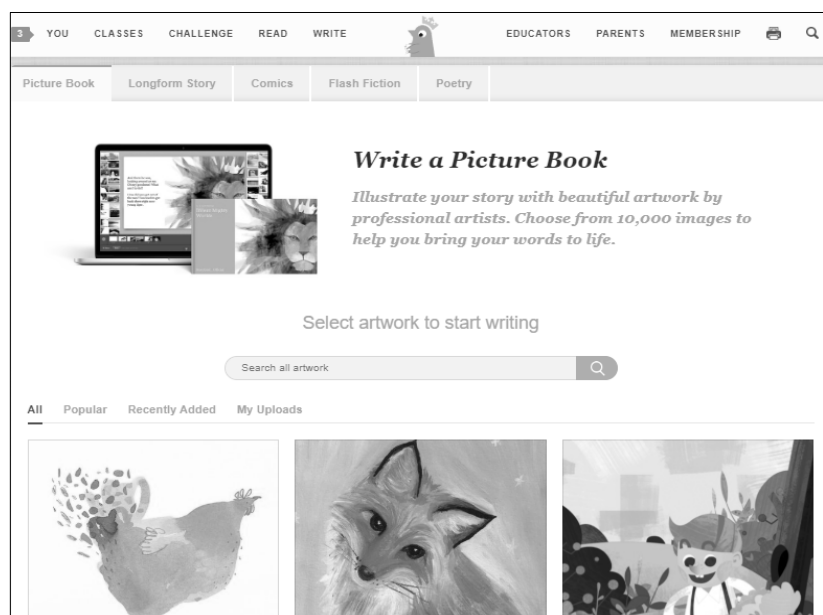 3 YOU CLASSES CHALLENGE READ WRITE EDUCATORS PARENTS MEMBERSHIP
Picture Book Longform Story Comics Flash Fiction Poetry
Write a Picture Book
Illustrate your story with beautiful artwork by
professional artists. Choose from 10,000 images to
help you bring your words to life.
Select artwork to start writing
Search all artwork
All Popular Recently Added My Uploads